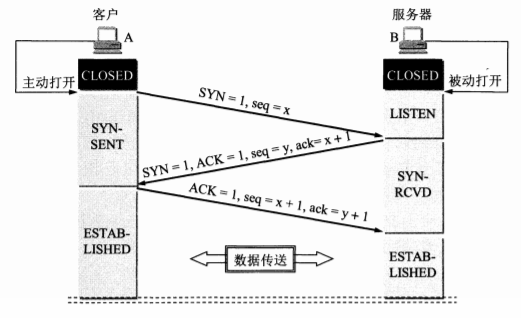 客户
服务器
A
B
主动打开
CLOSED
CLOSED
被动打开
SYN = 1, seq = x
LISTEN
SYN-
SENT
SYN = 1, ACK = 1, seq = y, ack= x + 1
SYN-
RCVD
ACK = 1, seq = x + 1, ack = y + 1
ESTAB-
LISHED
数据传送
ESTAB-
LISHED